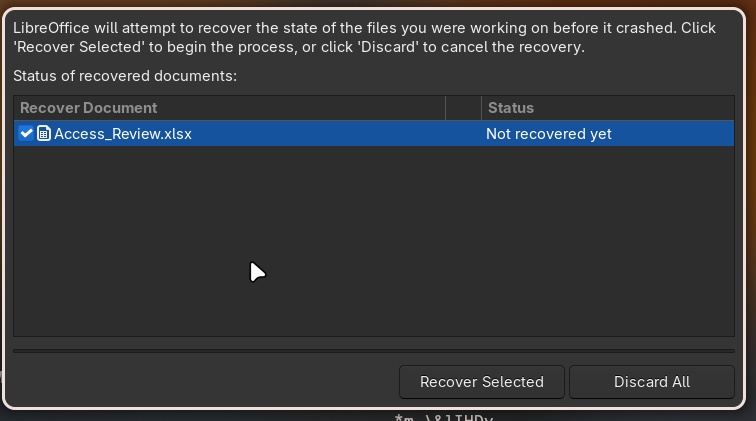 LibreOffice will attempt to recover the state of the files you were working on before it crashed. Click
'Recover Selected' to begin the process, or click 'Discard' to cancel the recovery.
Status of recovered documents:
Recover Document Status
Access_Review.xlsx Not recovered yet
Recover Selected Discard All